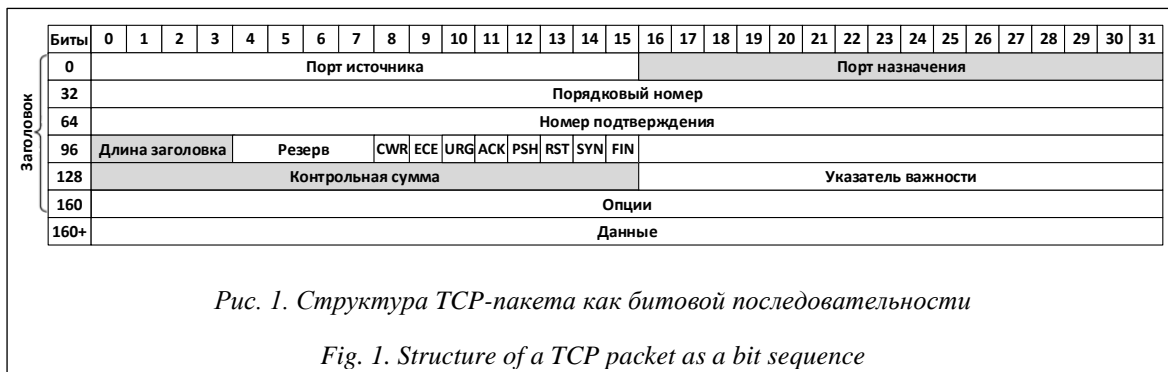 Биты 0 1 2 3 4 5 6 7 8 9 10 11 12 13 14 15 16 17 18 19 20 21 22 23 24 25 26 27 28 29 30 31
Заголовок
0 Порт источника Порт назначения
32 Порядковый номер
64 Номер подтверждения
96 Длина заголовка Резерв CWR ECE URG ACK PSH RST SYN FIN
128 Контрольная сумма Указатель важности
160 Опции
160+ Данные
Рис. 1. Структура TCP-пакета как битовой последовательности
Fig. 1. Structure of a TCP packet as a bit sequence